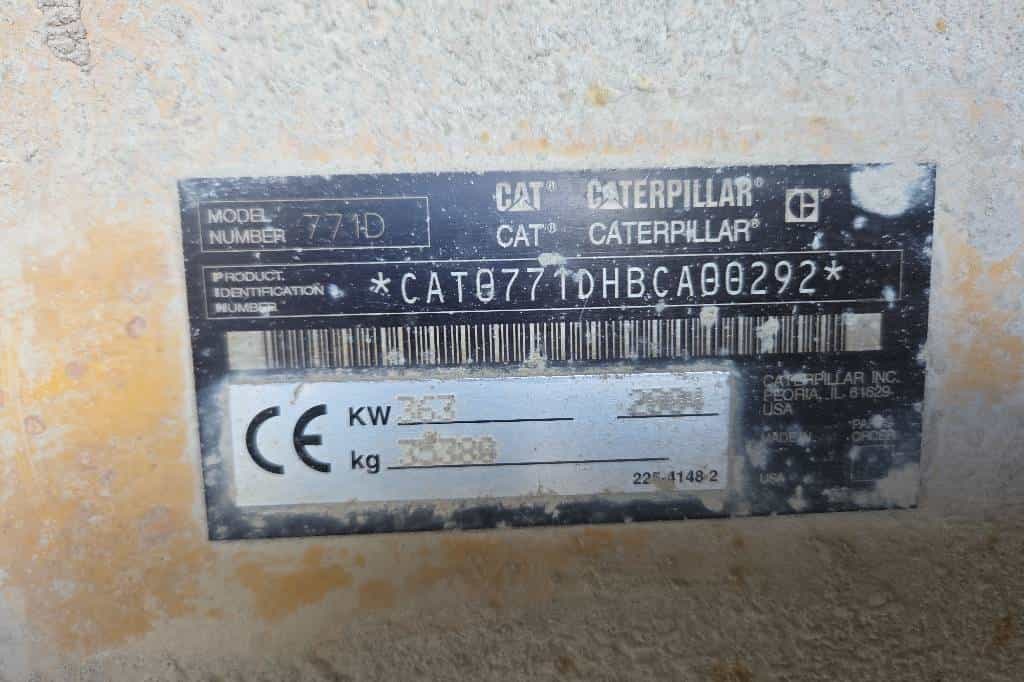 MODEL NUMBER 771D
CAT® CATERPILLAR® ®
CAT® CATERPILLAR®
PRODUCT IDENTIFICATION NUMBER *CAT0771DHBCA00292*
CATERPILLAR INC.
PEORIA, IL 61629
USA
CE KW 363
kg
225-4148 2
MADE IN
USA